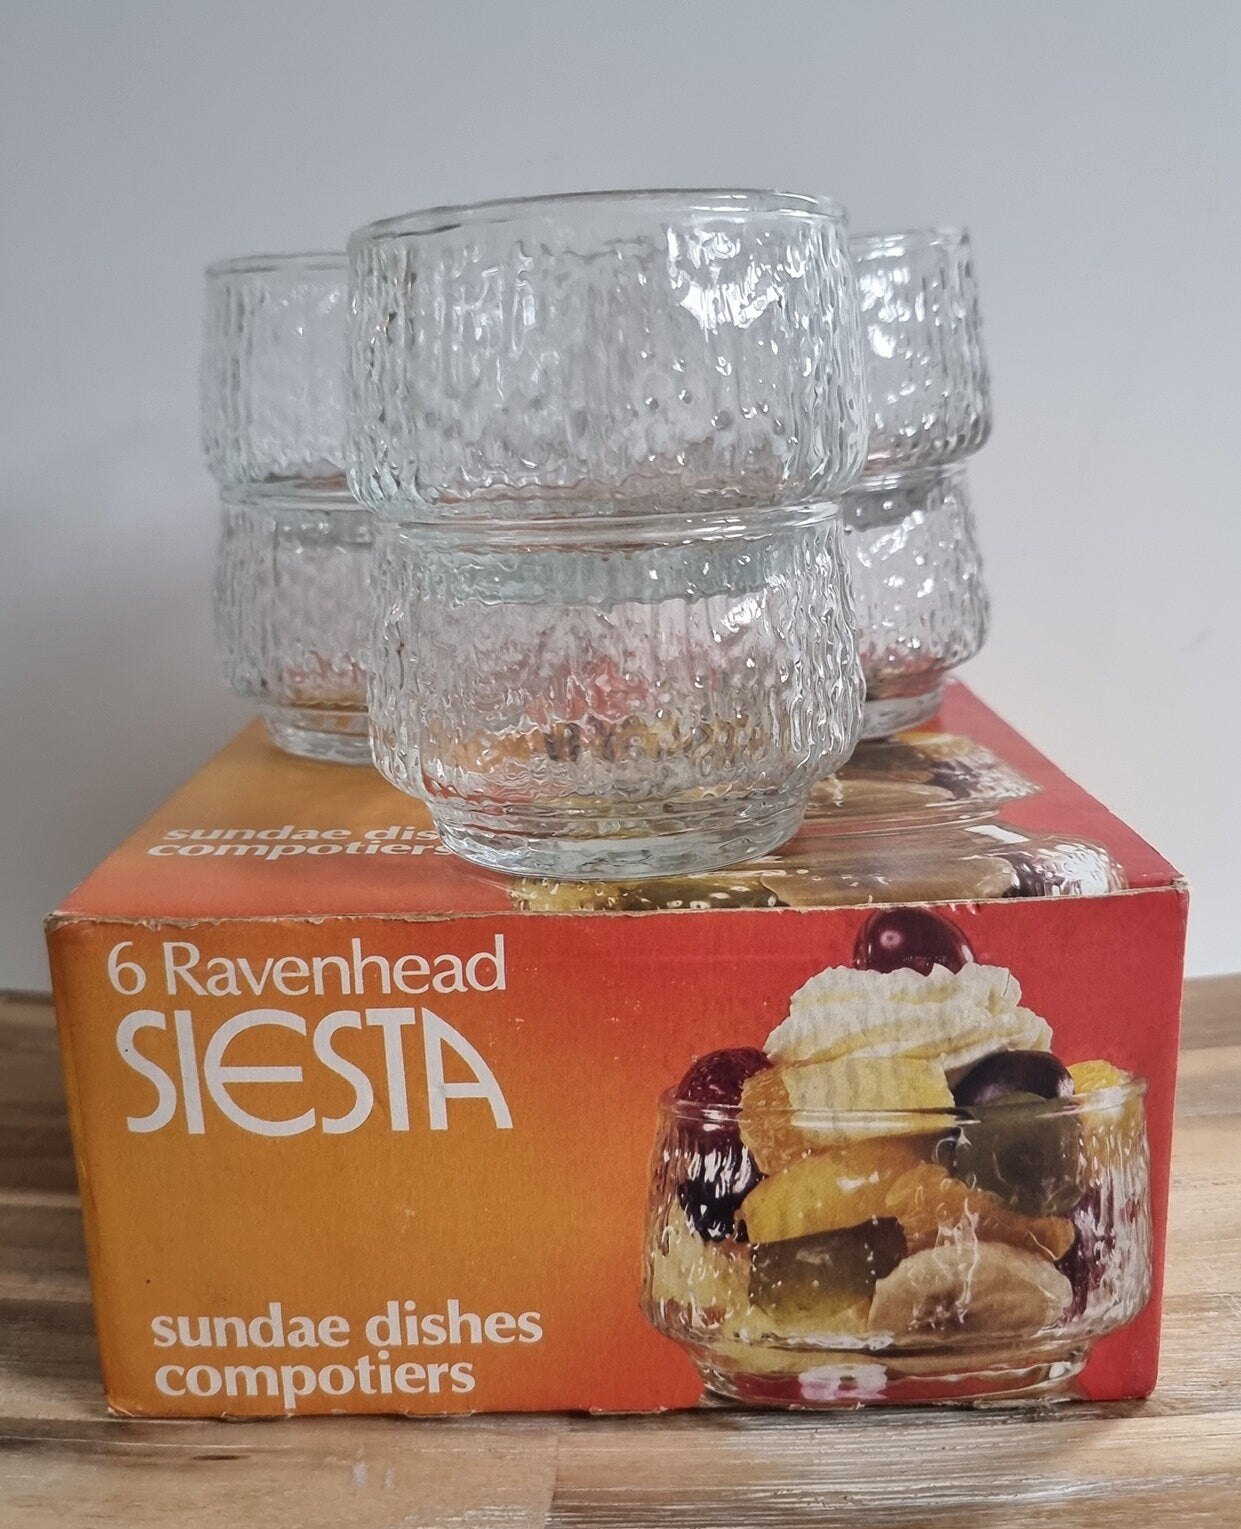 sundae dis
compotiers
6 Ravenhead
SIESTA
sundae dishes
compotiers